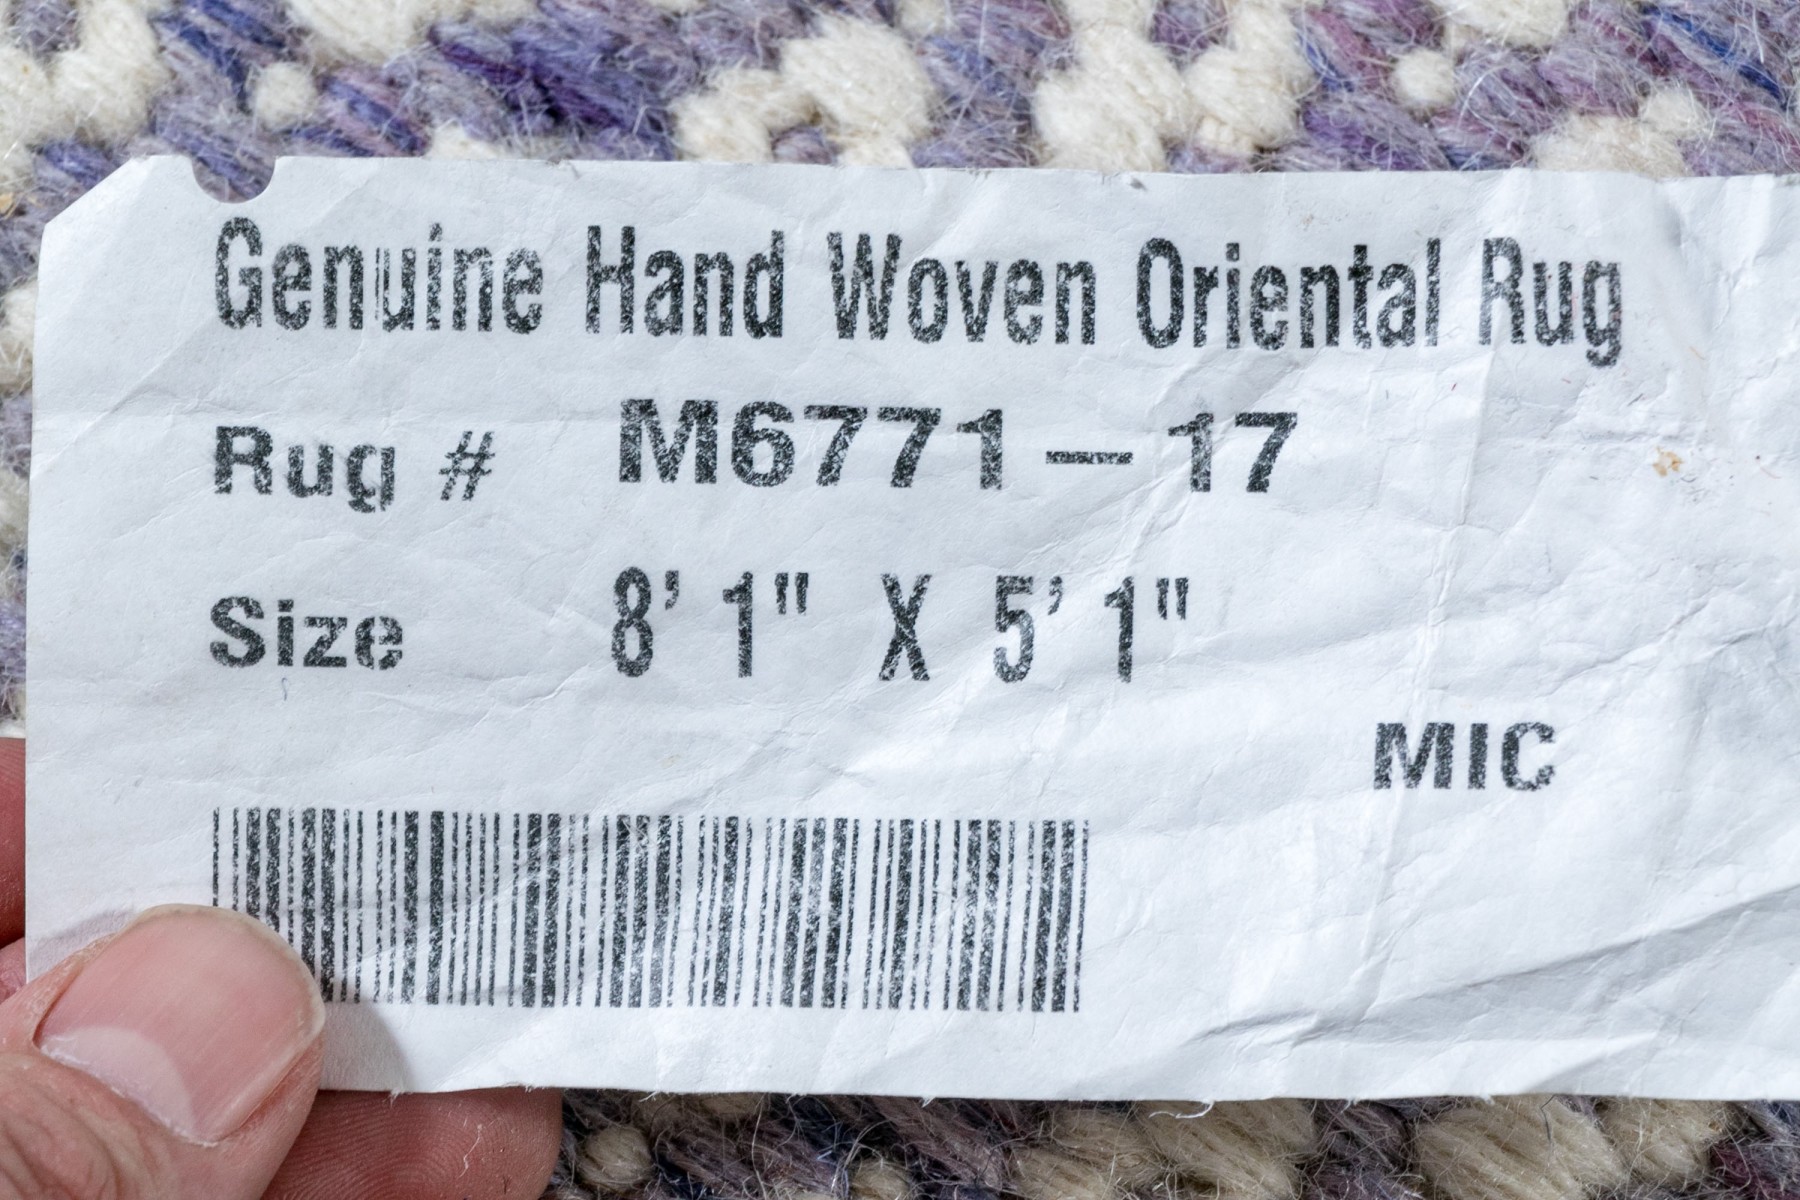 Genuine Hand Woven Oriental Rug
Rug # M6771-17
Size 8' 1" X 5' 1"
MIC